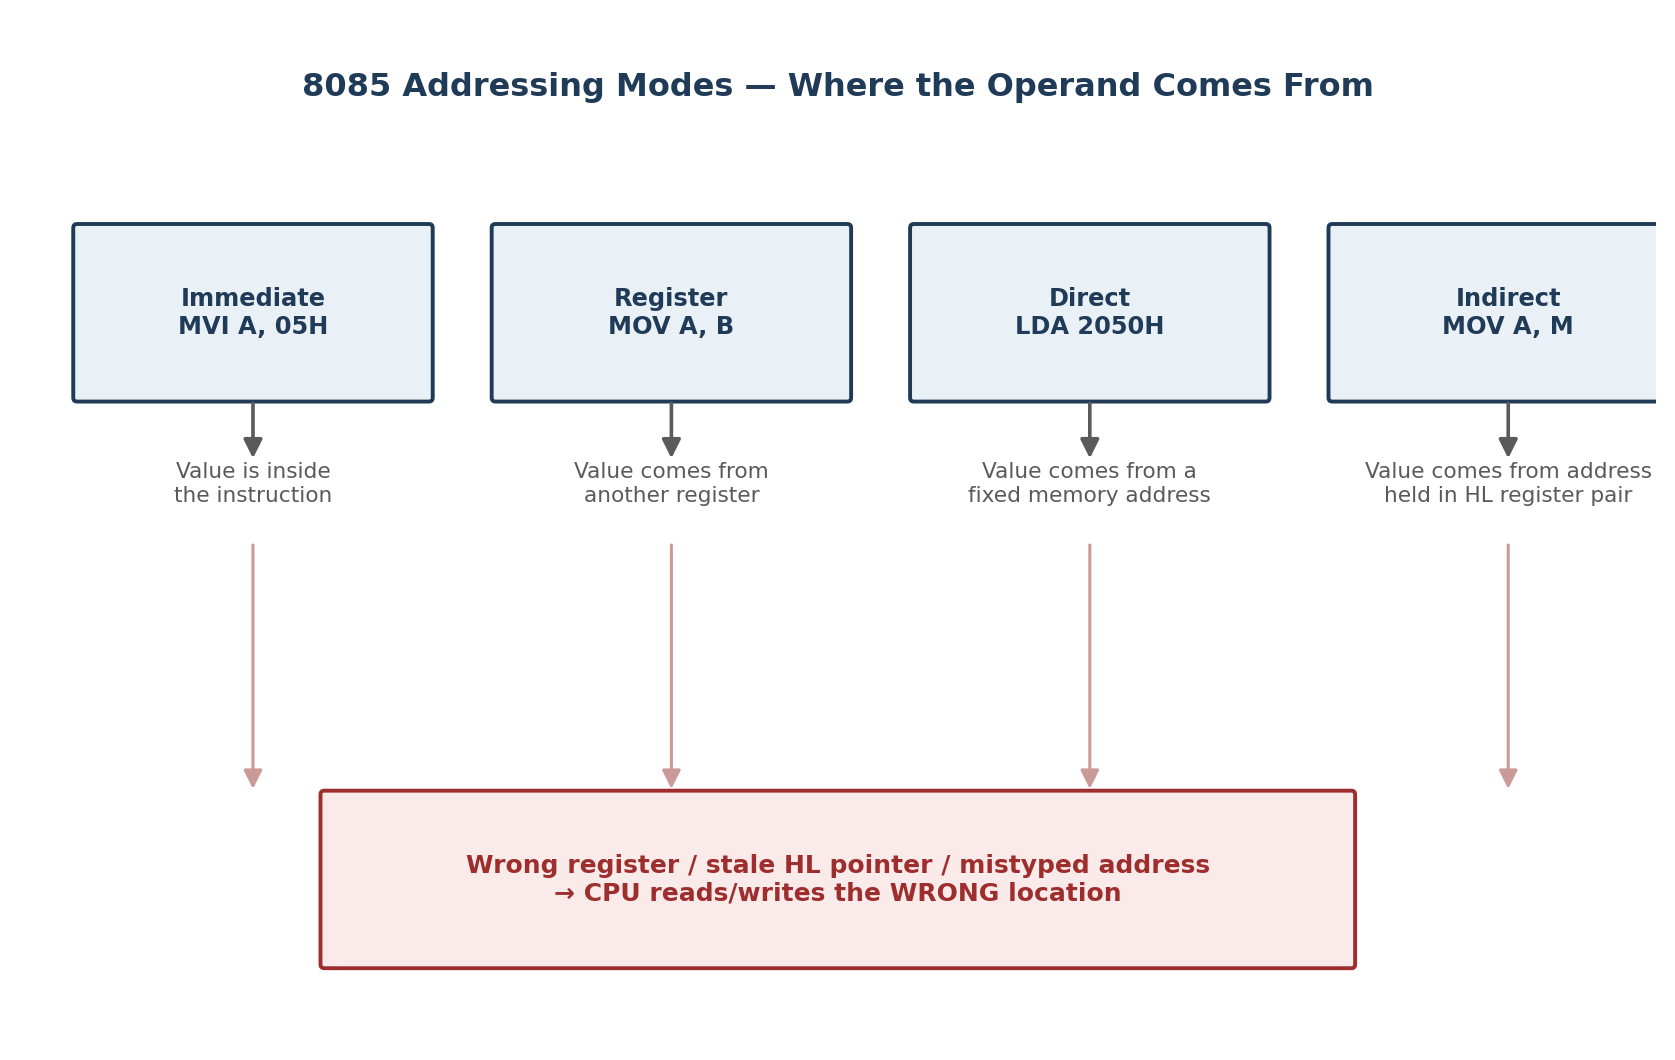 8085 Addressing Modes — Where the Operand Comes From
Immediate
MVI A, 05H
Register
MOV A, B
Direct
LDA 2050H
Indirect
MOV A, M
Value is inside
the instruction
Value comes from
another register
Value comes from a
fixed memory address
Value comes from address
held in HL register pair
Wrong register / stale HL pointer / mistyped address
→ CPU reads/writes the WRONG location